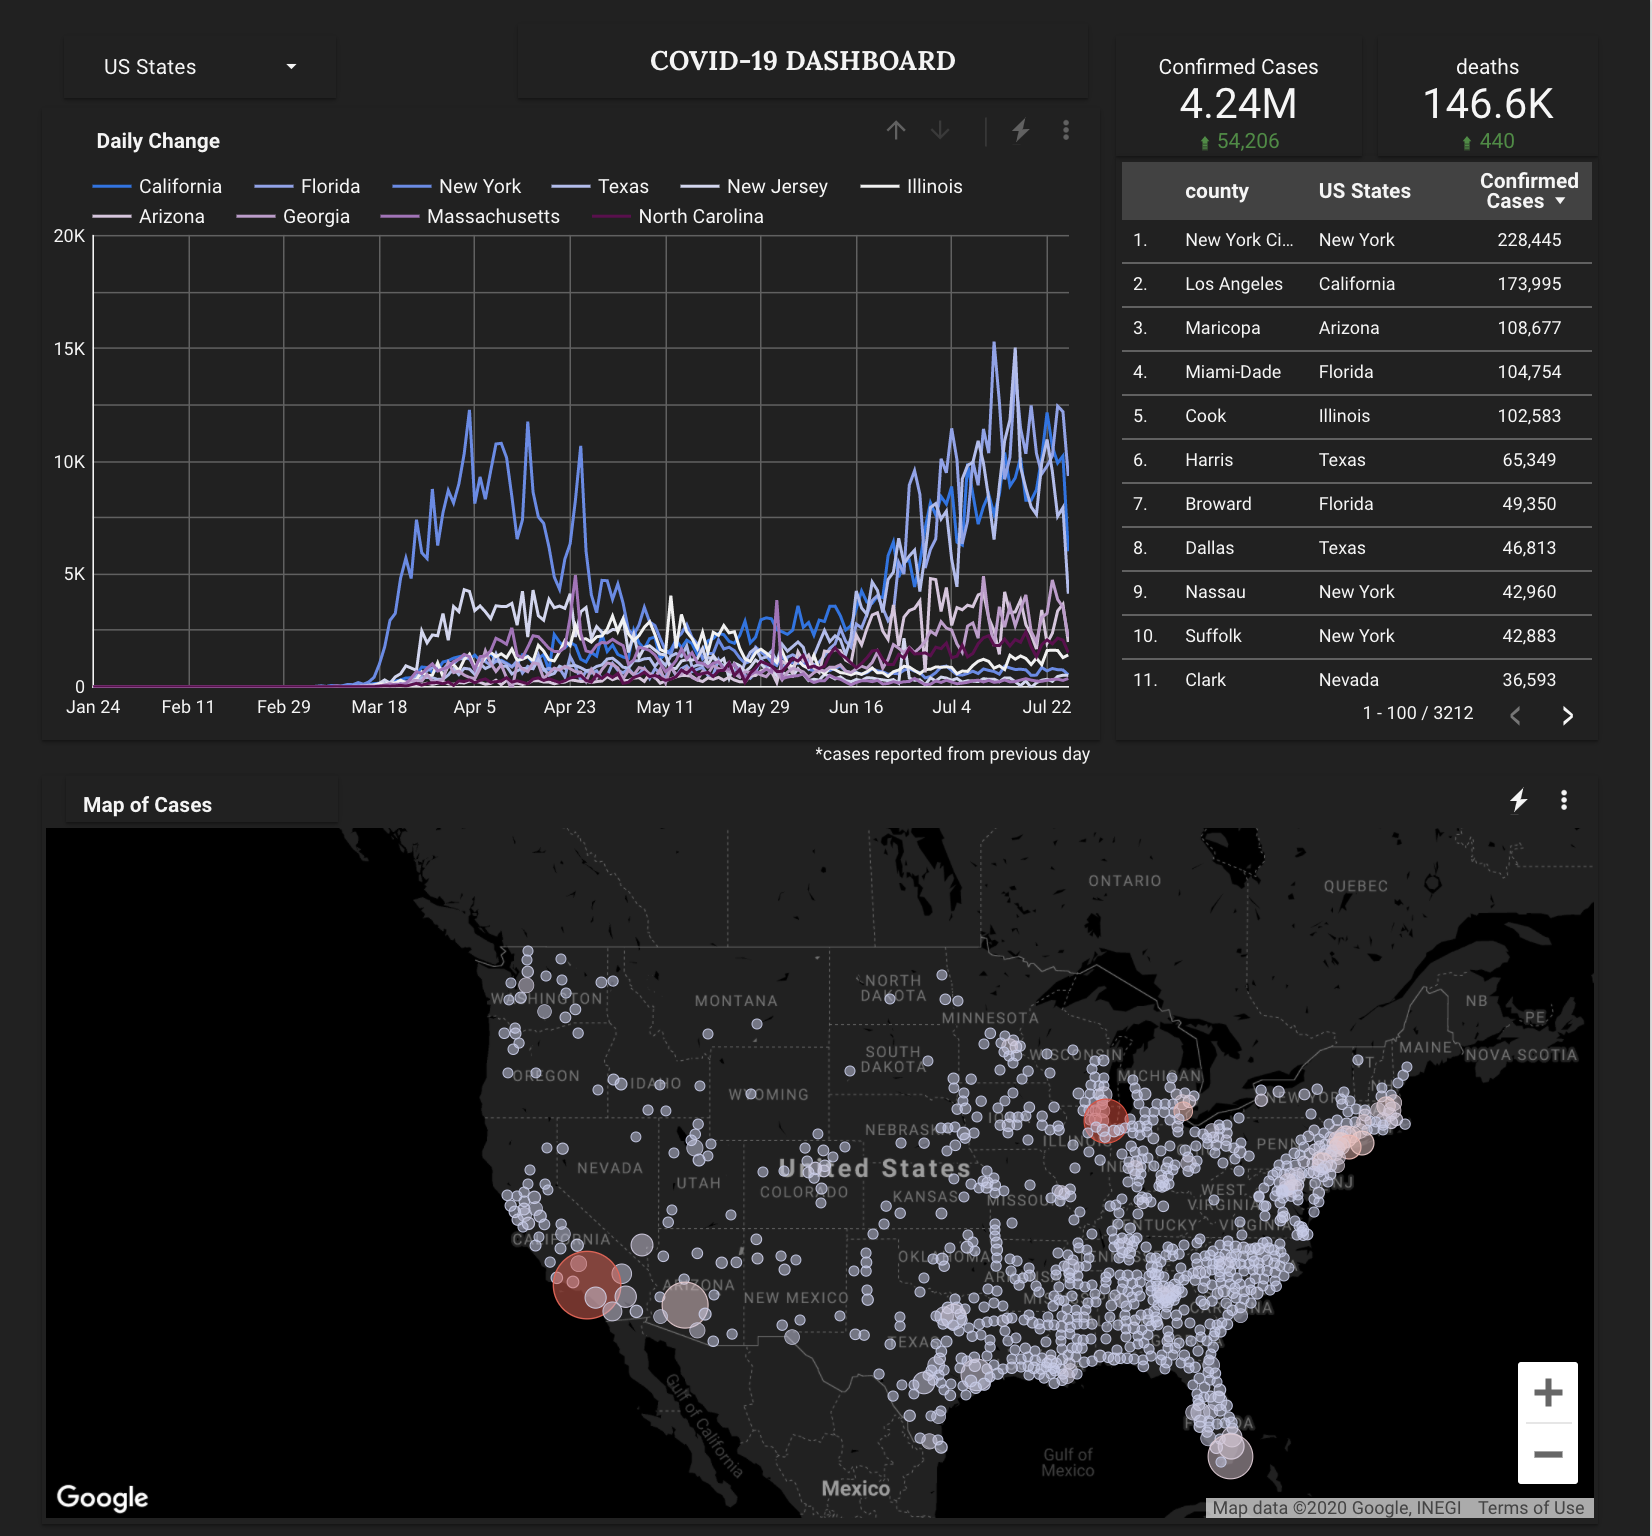 US States
COVID-19 DASHBOARD
Confirmed Cases
4.24M
54,206
deaths
146.6K
440
Daily Change
California Florida New York Texas New Jersey Illinois
Arizona Georgia Massachusetts North Carolina
20K
15K
10K
5K
0
Jan 24 Feb 11 Feb 29 Mar 18 Apr 5 Apr 23 May 11 May 29 Jun 16 Jul 4 Jul 22
*cases reported from previous day
county US States Confirmed
Cases
1. New York Ci... New York 228,445
2. Los Angeles California 173,995
3. Maricopa Arizona 108,677
4. Miami-Dade Florida 104,754
5. Cook Illinois 102,583
6. Harris Texas 65,349
7. Broward Florida 49,350
8. Dallas Texas 46,813
9. Nassau New York 42,960
10. Suffolk New York 42,883
11. Clark Nevada 36,593
1 - 100 / 3212
Map of Cases
ONTARIO
QUEBEC
WASHINGTON
MONTANA
NORTH
DAKOTA
MINNESOTA
NB
PE
MAINE
NOVA SCOTIA
OREGON
IDAHO
SOUTH
DAKOTA
WISCONSIN
MICHIGAN
WYOMING
NEW YORK
NEBRASK
ILLINOIS
PENN
NEVADA
UTAH
United States
COLORADO
KANSAS
MISSOU
WEST
VIRGINIA
NJ
NTUCKY
VIRGINIA
CALIFORNIA
OKLAHOMA
ARIZONA
NEW MEXICO
TEXAS
Gulf of California
Gulf of
Mexico
Mexico
Google
Map data ©2020 Google, INEGI Terms of Use